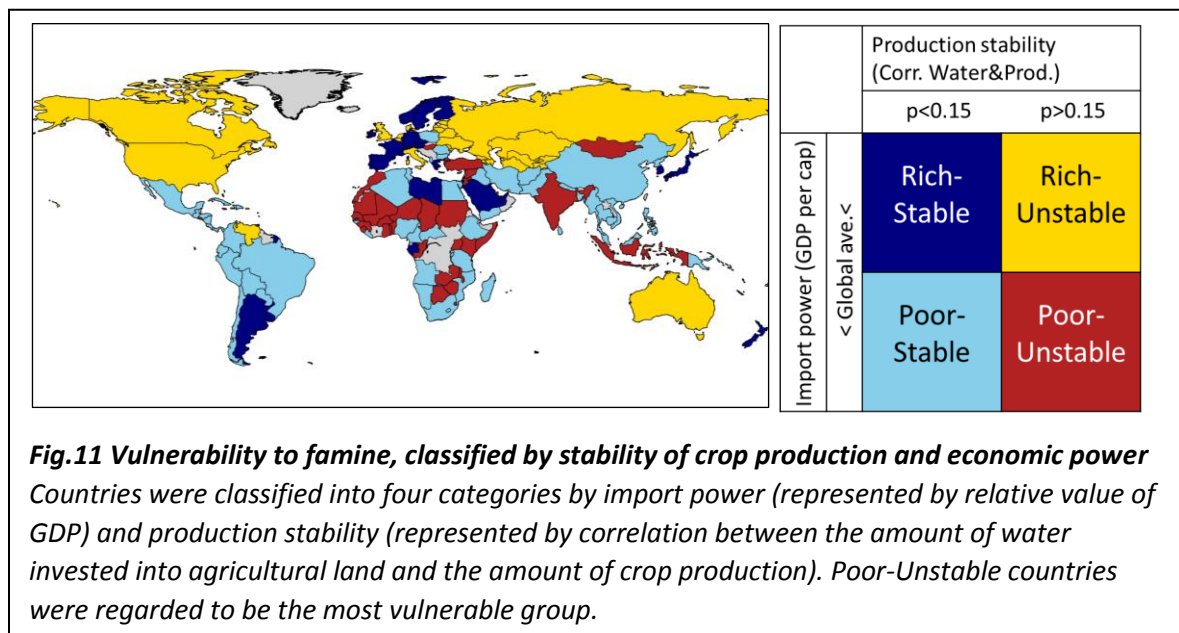 Production stability
(Corr. Water&Prod.)
p<0.15 p>0.15
Import power (GDP per cap)
< Global ave.<
Rich-
Stable
Rich-
Unstable
Poor-
Stable
Poor-
Unstable
Fig.11 Vulnerability to famine, classified by stability of crop production and economic power
Countries were classified into four categories by import power (represented by relative value of
GDP) and production stability (represented by correlation between the amount of water
invested into agricultural land and the amount of crop production). Poor-Unstable countries
were regarded to be the most vulnerable group.